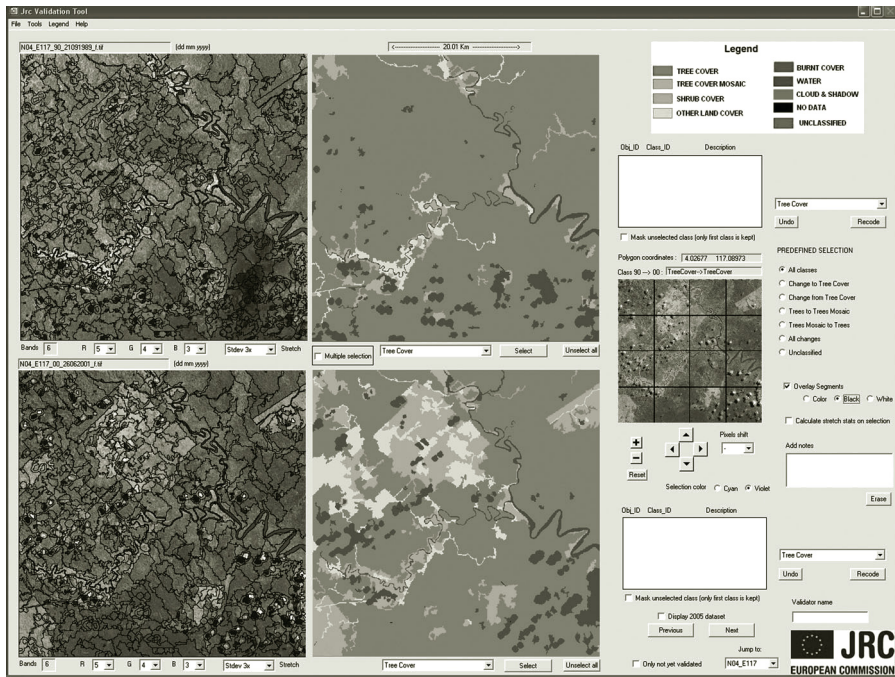 Jrc Validation Tool
File Tools Legend Help
N04_E117_90_21091989_f.tif (dd mm yyyy)
<-------------------- 20.01 Km -------------------->
Legend
TREE COVER
TREE COVER MOSAIC
SHRUB COVER
OTHER LAND COVER
BURNT COVER
WATER
CLOUD & SHADOW
NO DATA
UNCLASSIFIED
Obj_ID Class_ID Description
Tree Cover
Undo Recode
Mask unselected class (only first class is kept)
Polygon coordinates : 4.02677 117.08973
Class 90 --> 00 : TreeCover->TreeCover
PREDEFINED SELECTION
All classes
Change to Tree Cover
Change from Tree Cover
Trees to Trees Mosaic
Trees Mosaic to Trees
All changes
Unclassified
Bands 6 R 5 G 4 B 3 Stdev 3x Stretch
Multiple selection Tree Cover Select Unselect all
N04_E117_00_26062001_f.tif (dd mm yyyy)
Overlay Segments
Color Black White
Calculate stretch stats on selection
+
-
Reset
Pixels shift
-
Selection color Cyan Violet
Add notes
Erase
Obj_ID Class_ID Description
Tree Cover
Undo Recode
Mask unselected class (only first class is kept)
Display 2005 dataset
Previous Next
Validator name
Jump to:
Only not yet validated N04_E117
Bands 6 R 5 G 4 B 3 Stdev 3x Stretch
Tree Cover Select Unselect all
JRC
EUROPEAN COMMISSION